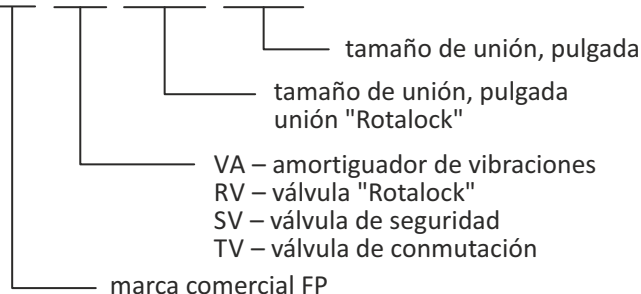 tamaño de unión, pulgada
tamaño de unión, pulgada
unión "Rotalock"
VA – amortiguador de vibraciones
RV – válvula "Rotalock"
SV – válvula de seguridad
TV – válvula de conmutación
marca comercial FP